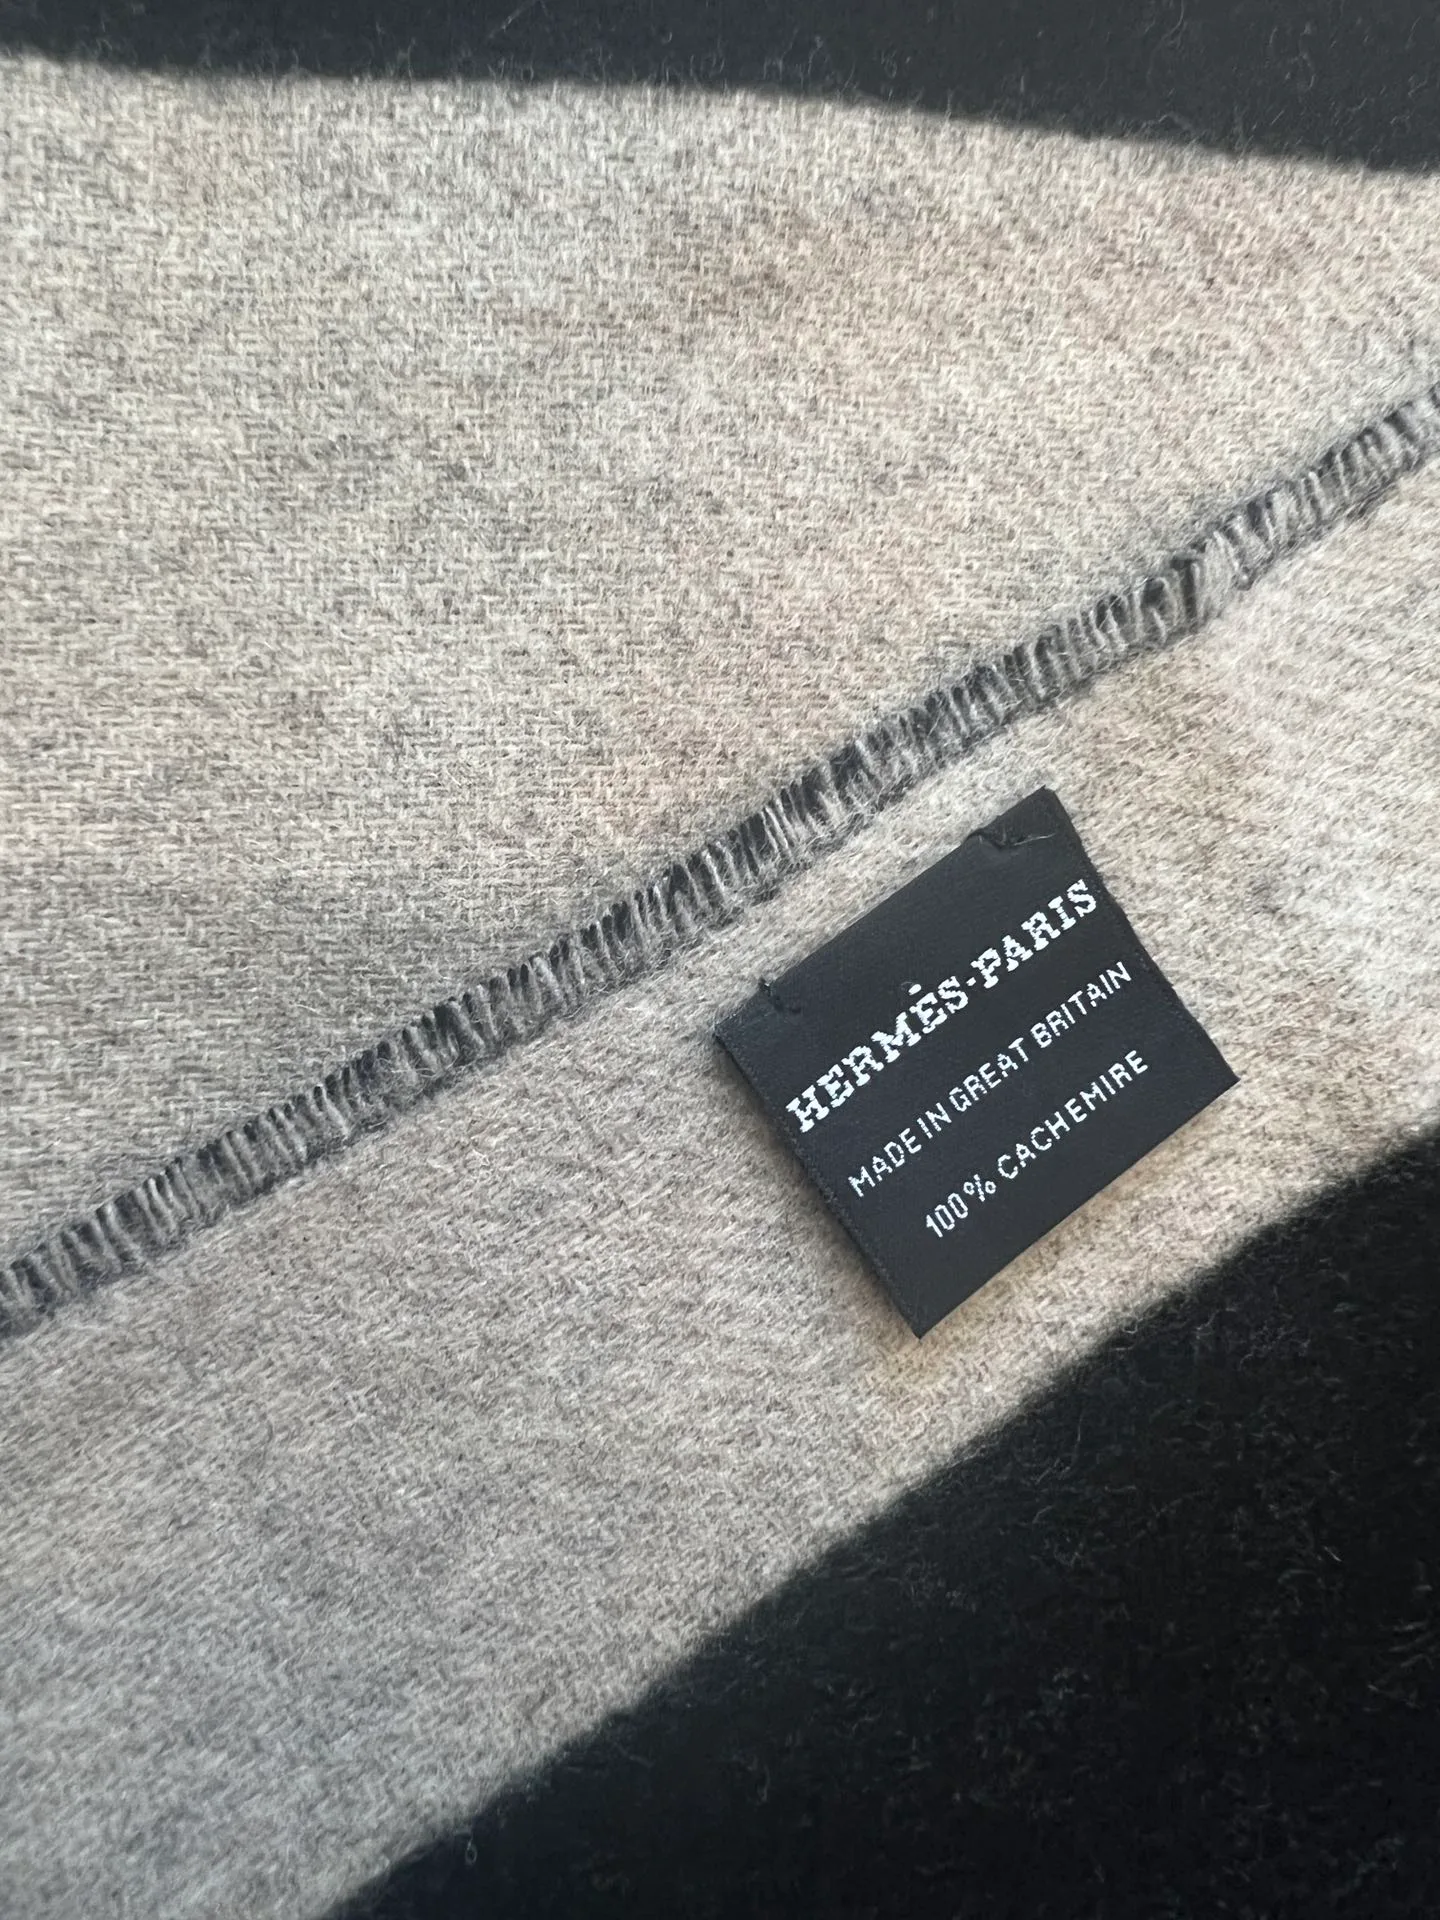 HERMÈS-PARIS
MADE IN GREAT BRITAIN
100% CACHEMIRE